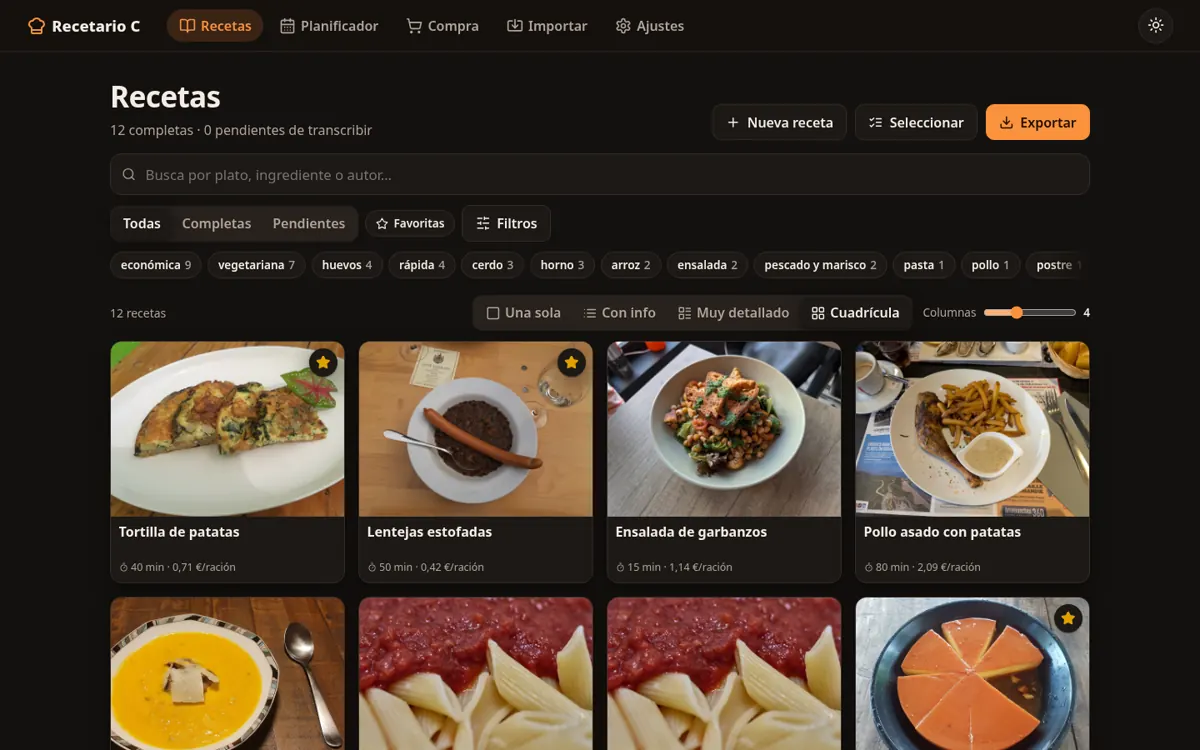 Recetario C
Recetas
Planificador
Compra
Importar
Ajustes
Recetas
12 completas · 0 pendientes de transcribir
Nueva receta
Seleccionar
Exportar
Busca por plato, ingrediente o autor...
Todas
Completas
Pendientes
Favoritas
Filtros
económica 9
vegetariana 7
huevos 4
rápida 4
cerdo 3
horno 3
arroz 2
ensalada 2
pescado y marisco 2
pasta 1
pollo 1
postre 1
12 recetas
Una sola
Con info
Muy detallado
Cuadrícula
Columnas
4
Tortilla de patatas
40 min · 0,71 €/ración
Lentejas estofadas
50 min · 0,42 €/ración
Ensalada de garbanzos
15 min · 1,14 €/ración
Pollo asado con patatas
80 min · 2,09 €/ración